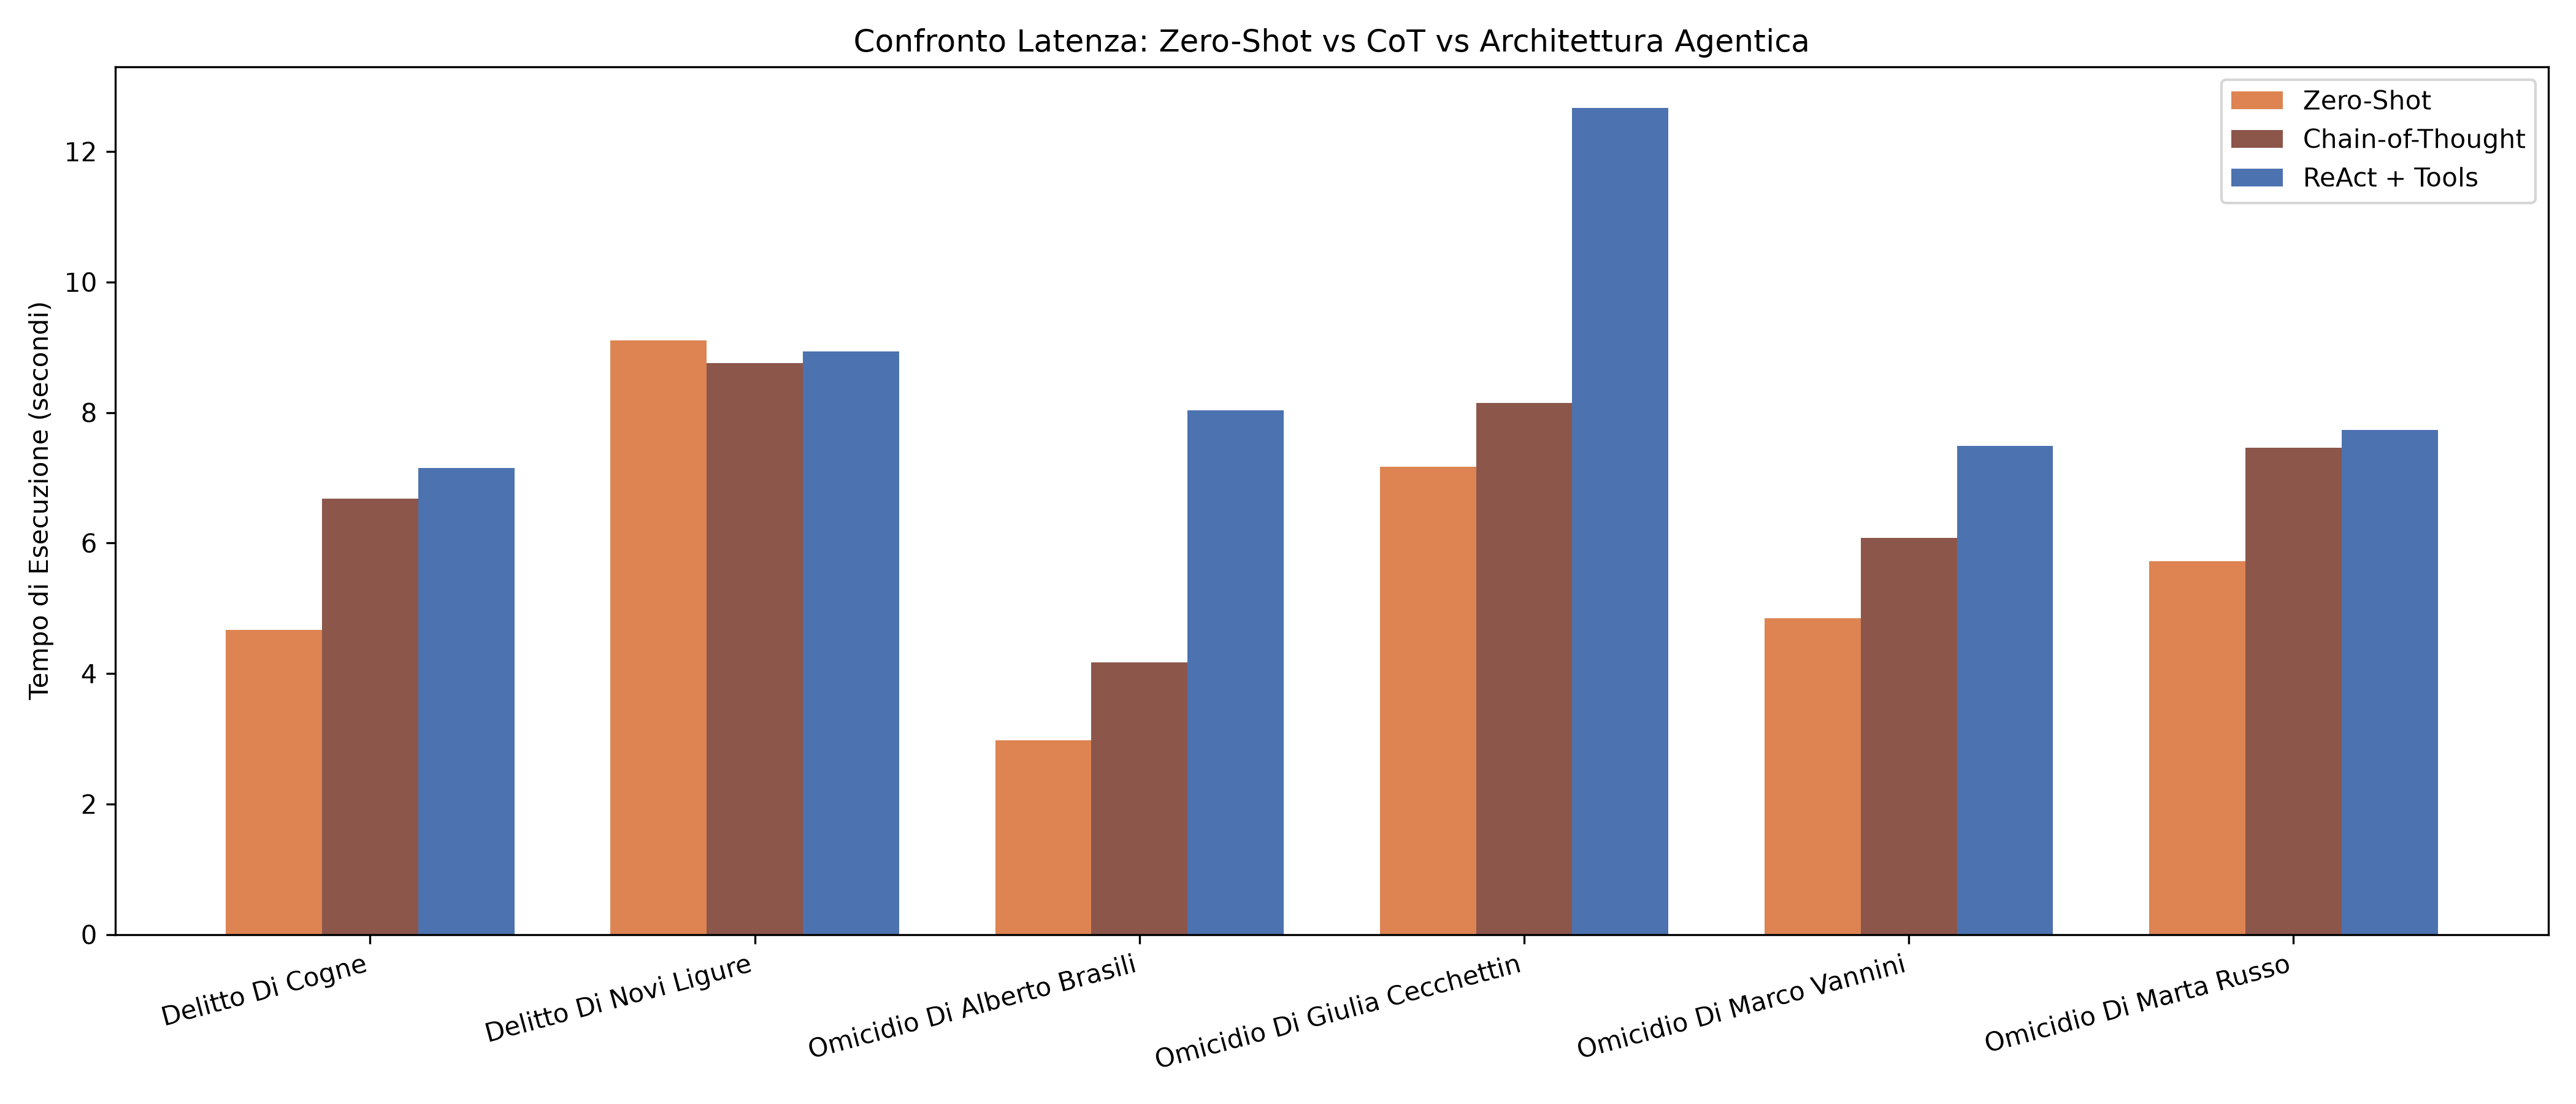 Confronto Latenza: Zero-Shot vs CoT vs Architettura Agentica
Zero-Shot
Chain-of-Thought
ReAct + Tools
Tempo di Esecuzione (secondi)
12
10
8
6
4
2
0
Delitto Di Cogne
Delitto Di Novi Ligure
Omicidio Di Alberto Brasili
Omicidio Di Giulia Cecchettin
Omicidio Di Marco Vannini
Omicidio Di Marta Russo